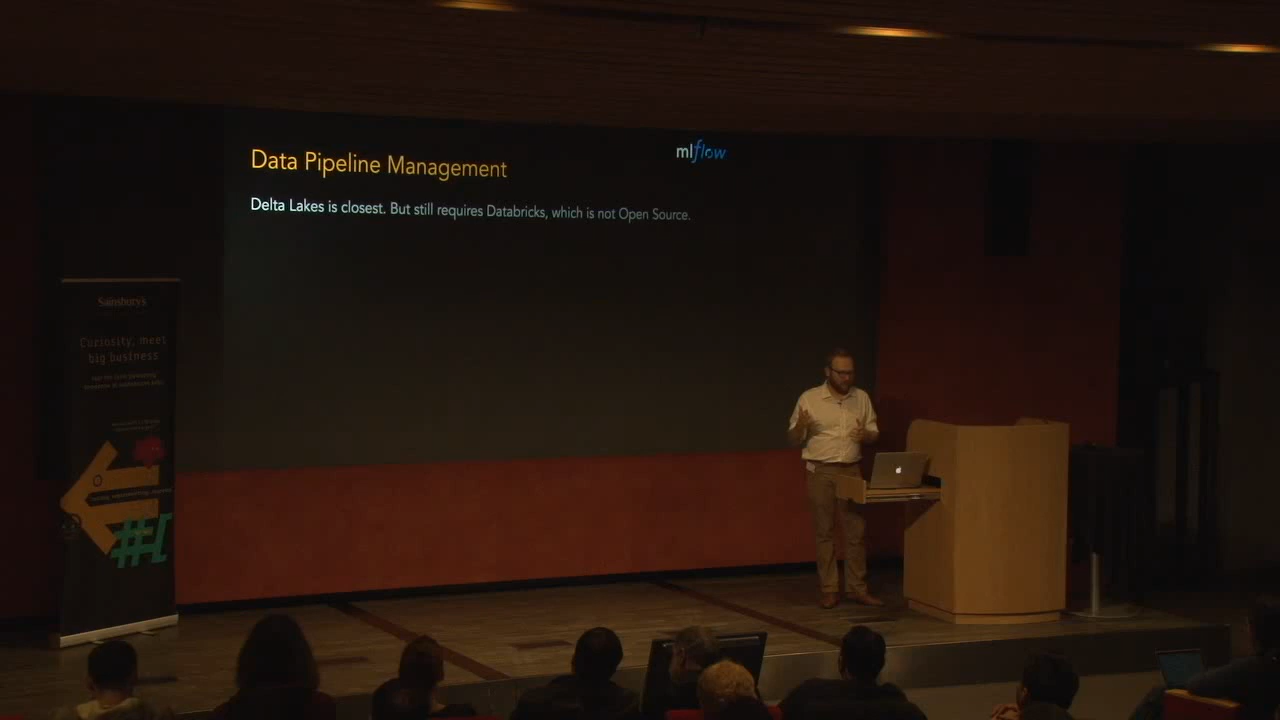 Data Pipeline Management
mlflow
Delta Lakes is closest. But still requires Databricks, which is not Open Source.
Sainsbury's
Curiosity, meet
big business